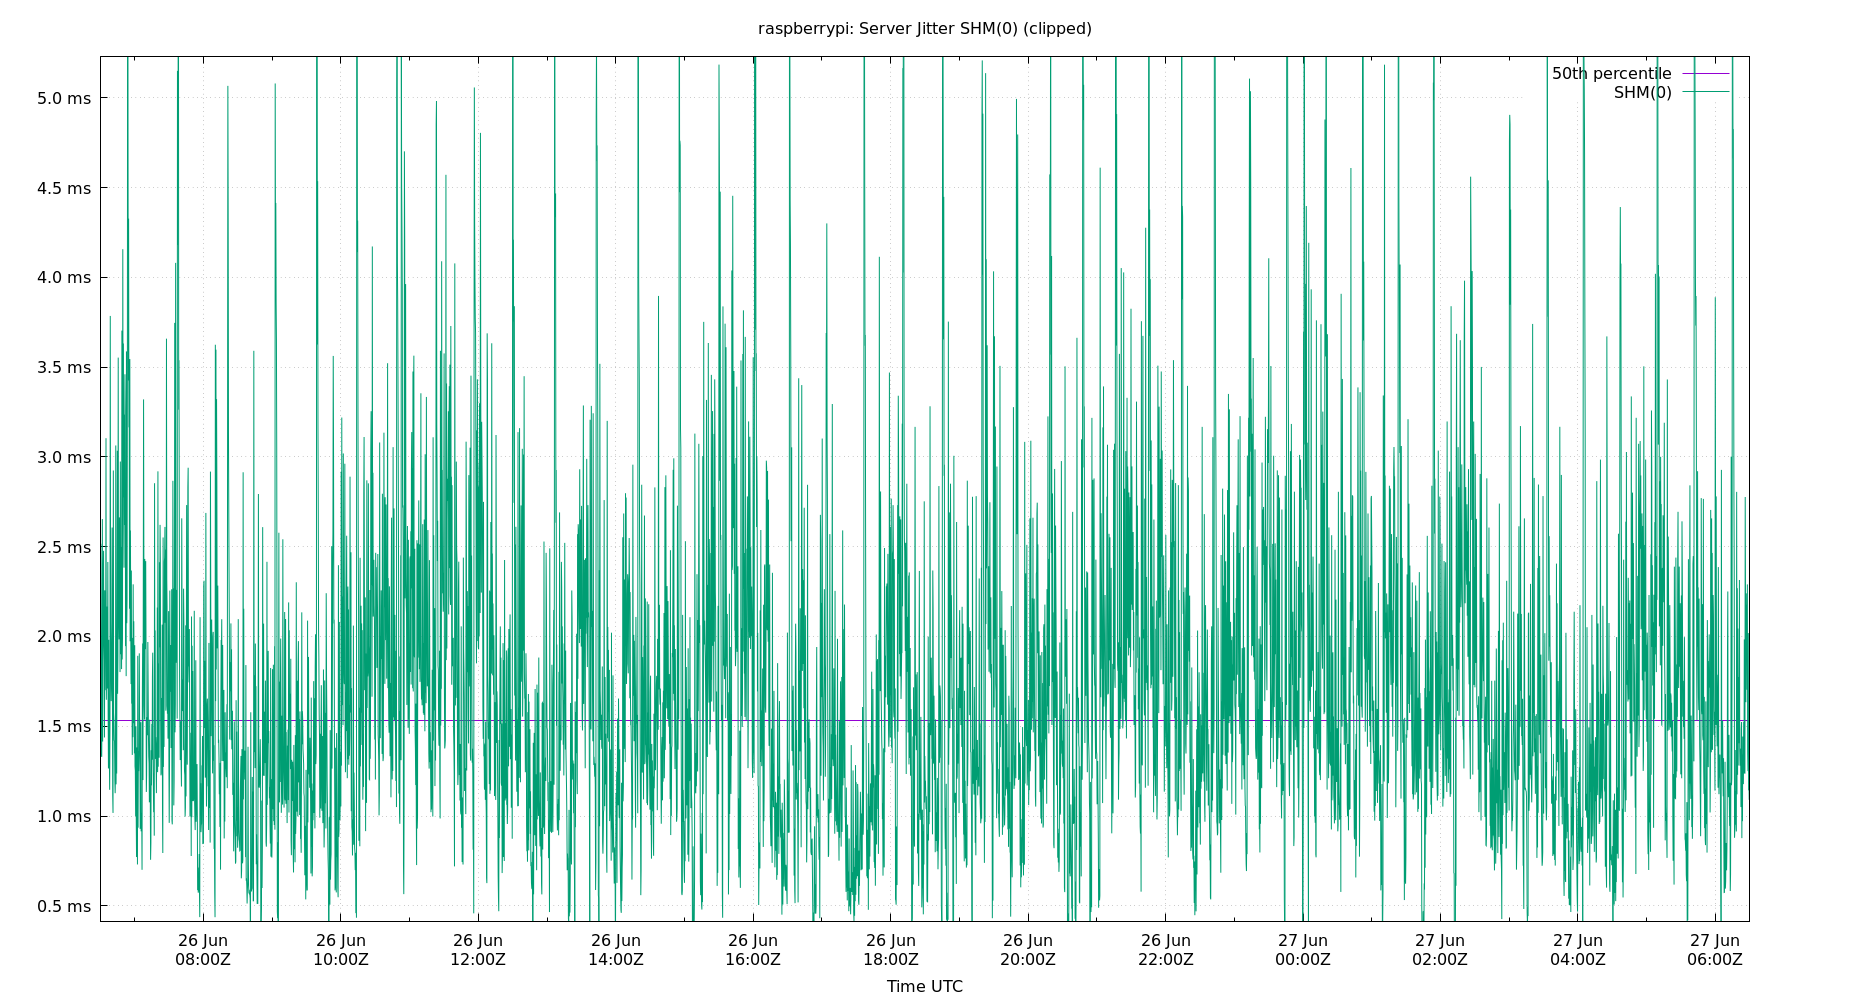 raspberrypi: Server Jitter SHM(0) (clipped)
50th percentile
SHM(0)
5.0 ms
4.5 ms
4.0 ms
3.5 ms
3.0 ms
2.5 ms
2.0 ms
1.5 ms
1.0 ms
0.5 ms
26 Jun 26 Jun 26 Jun 26 Jun 26 Jun 26 Jun 26 Jun 26 Jun 27 Jun 27 Jun 27 Jun 27 Jun
08:00Z 10:00Z 12:00Z 14:00Z 16:00Z 18:00Z 20:00Z 22:00Z 00:00Z 02:00Z 04:00Z 06:00Z
Time UTC